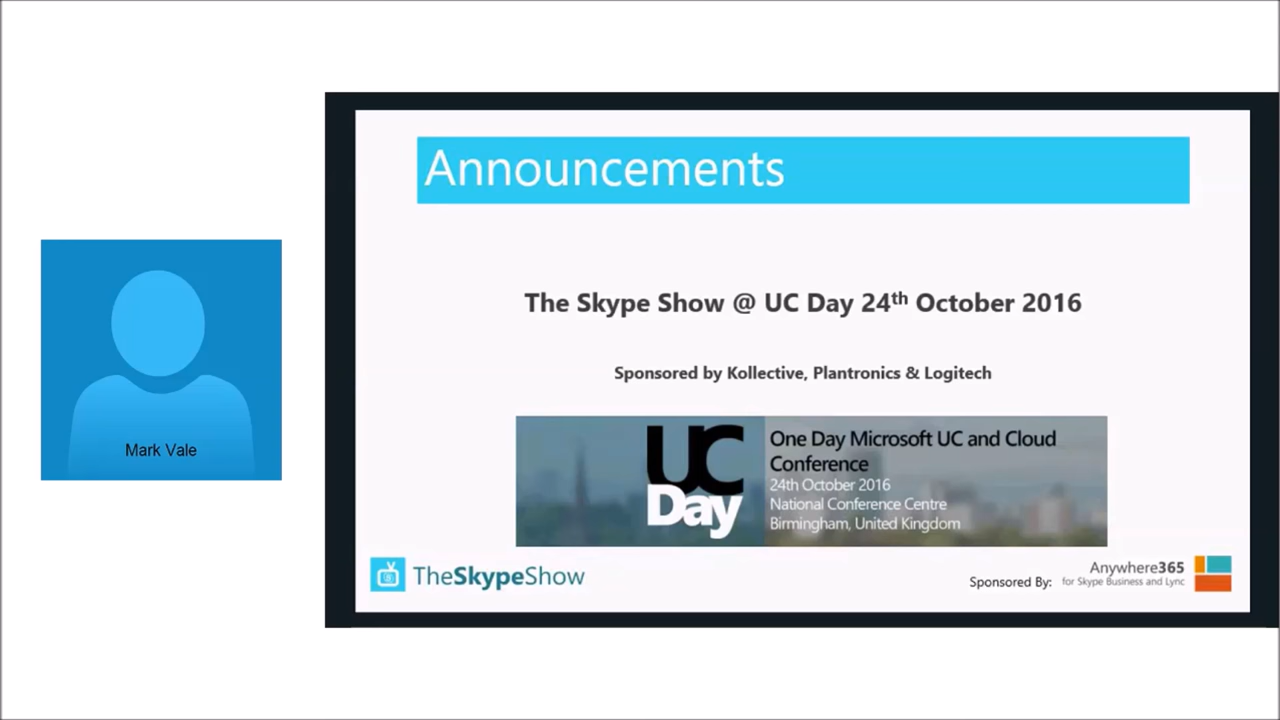 Announcements
The Skype Show @ UC Day 24th October 2016
Sponsored by Kollective, Plantronics & Logitech
UC
Day
One Day Microsoft UC and Cloud
Conference
24th October 2016
National Conference Centre
Birmingham, United Kingdom
Mark Vale
TheSkypeShow
Sponsored By:
Anywhere365
for Skype Business and Lync